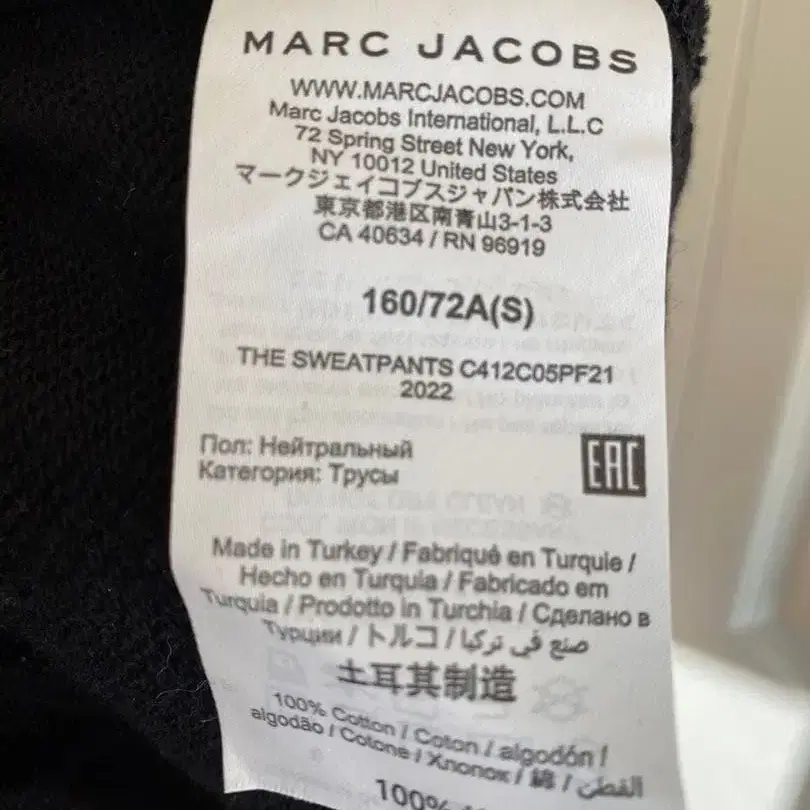 MARC JACOBS
WWW.MARCJACOBS.COM
Marc Jacobs International, L.L.C
72 Spring Street New York,
NY 10012 United States
マークジェイコブスジャパン株式会社
東京都港区南青山3-1-3
CA 40634 / RN 96919
160/72A(S)
THE SWEATPANTS C412C05PF21
2022
Пол: Нейтральный
Категория: Трусы
EAC
Made in Turkey / Fabriqué en Turquie /
Hecho en Turquia / Fabricado em
Turquia / Prodotto in Turchia / Сделано в
Турции / トルコ / صنع في تركيا
土耳其制造
100% Cotton / Coton / algodón /
algodão / Cotone / Хлопок / 綿 / القطن /
100%